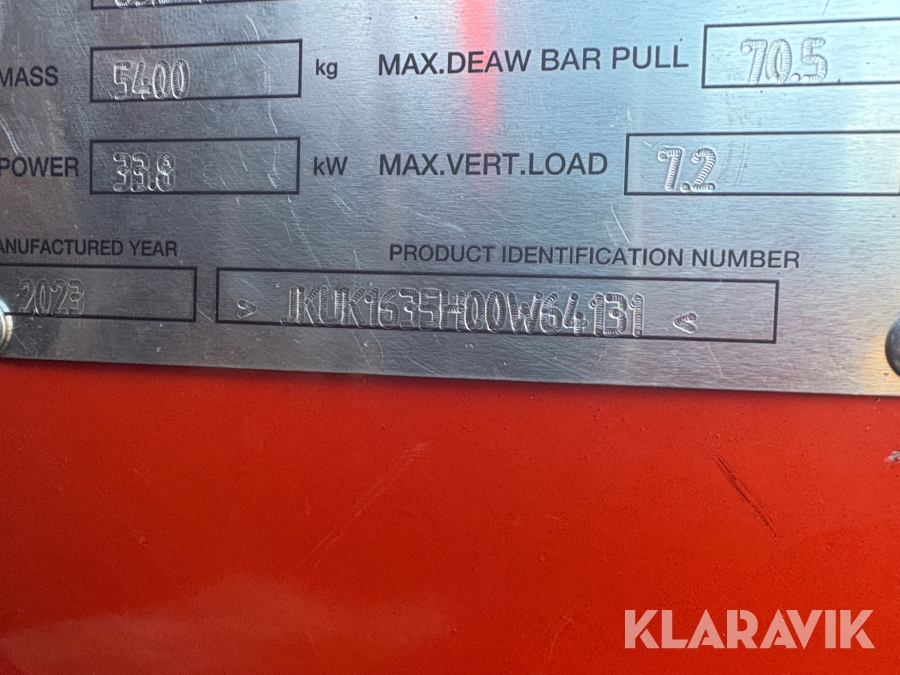 MASS 5400 kg MAX.DEAW BAR PULL 70.5
POWER 33.8 kW MAX.VERT.LOAD 7.2
ANUFACTURED YEAR PRODUCT IDENTIFICATION NUMBER
2023 > JKUK1635H00W64131 <
KLARAVIK